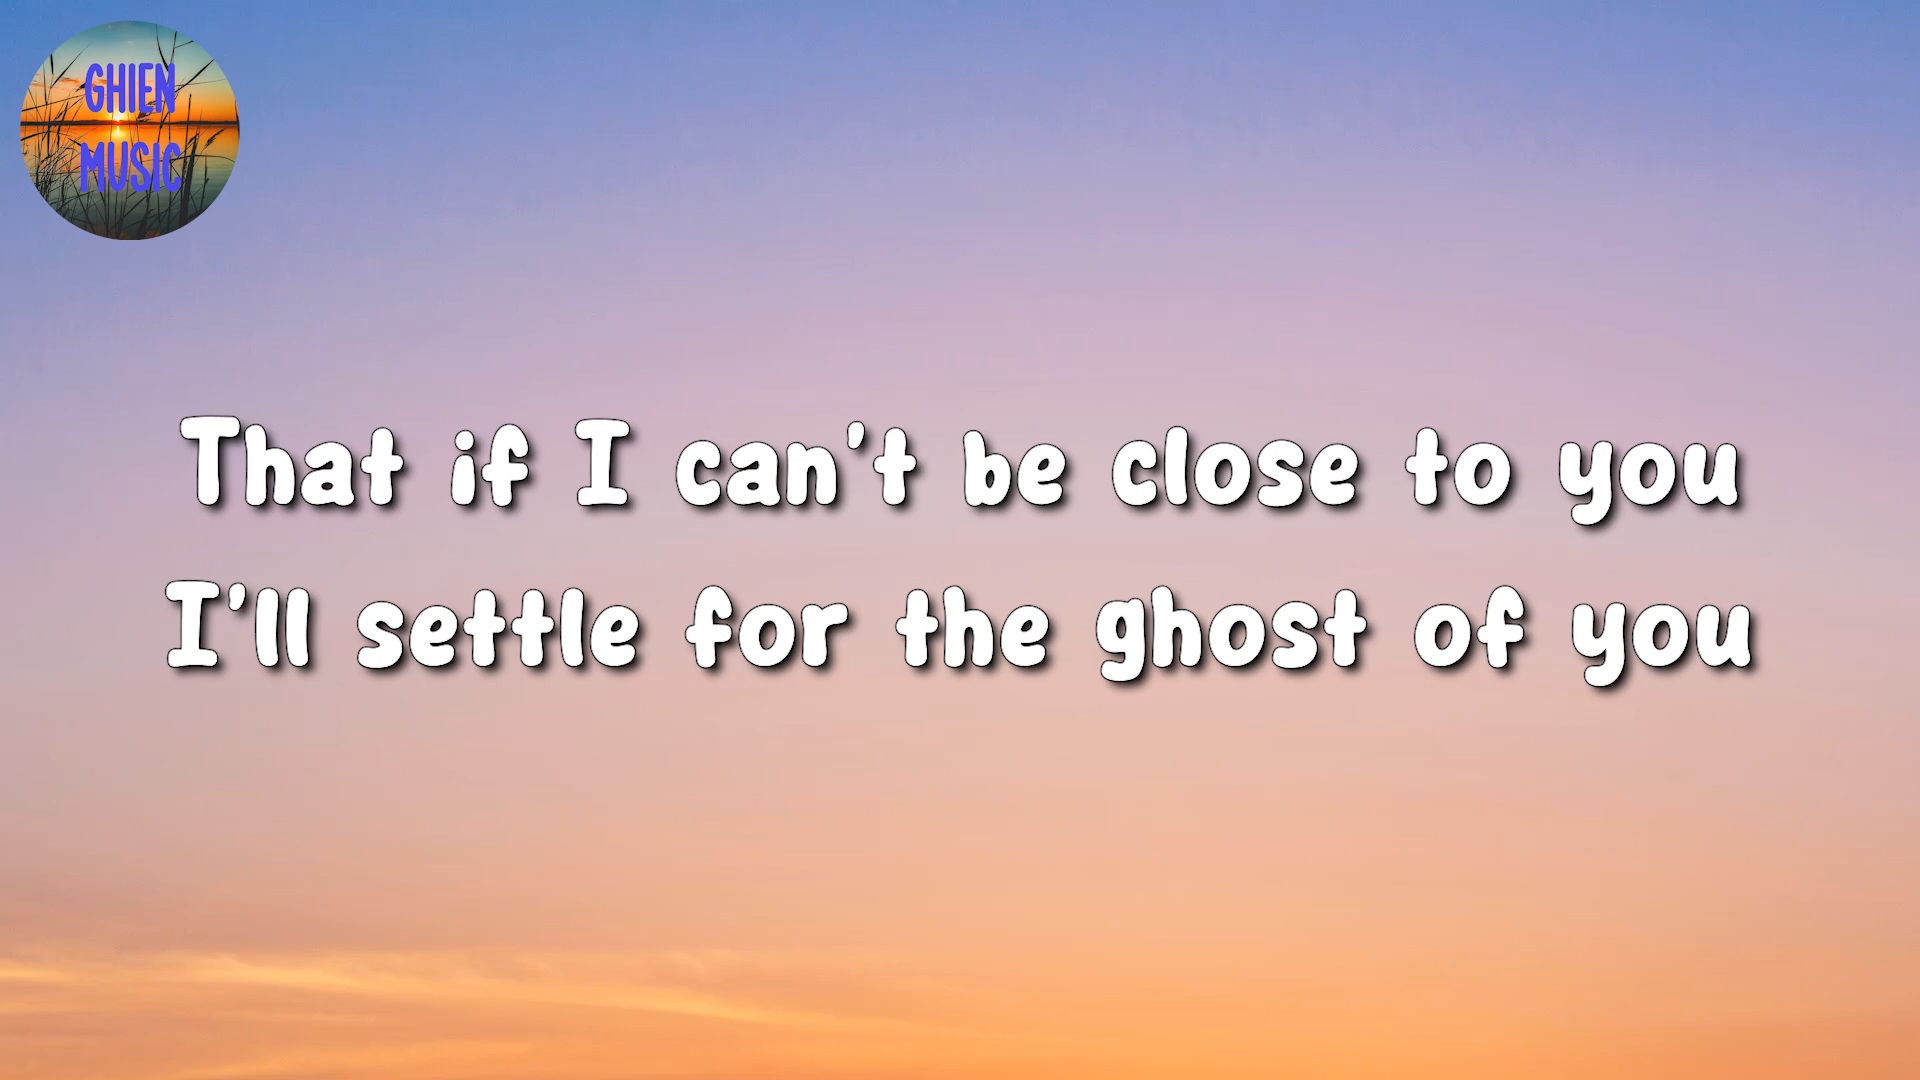 GHIEN
MUSIC
That if I can't be close to you
I'll settle for the ghost of you